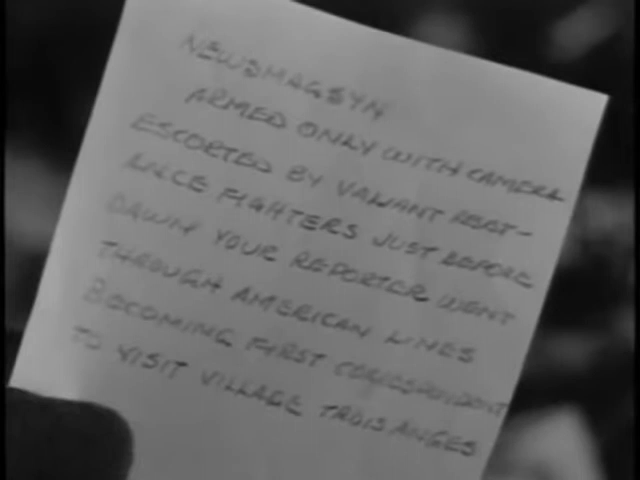 NEWSMAGSYN
ARMED ONLY WITH CAMERA
ESCORTED BY VALIANT RESIT-
ANCE FIGHTERS JUST BEFORE
DAWN YOUR REPORTER WENT
THROUGH AMERICAN LINES
BECOMING FIRST CORRESPONDENT
TO VISIT VILLAGE TROIS ANGES